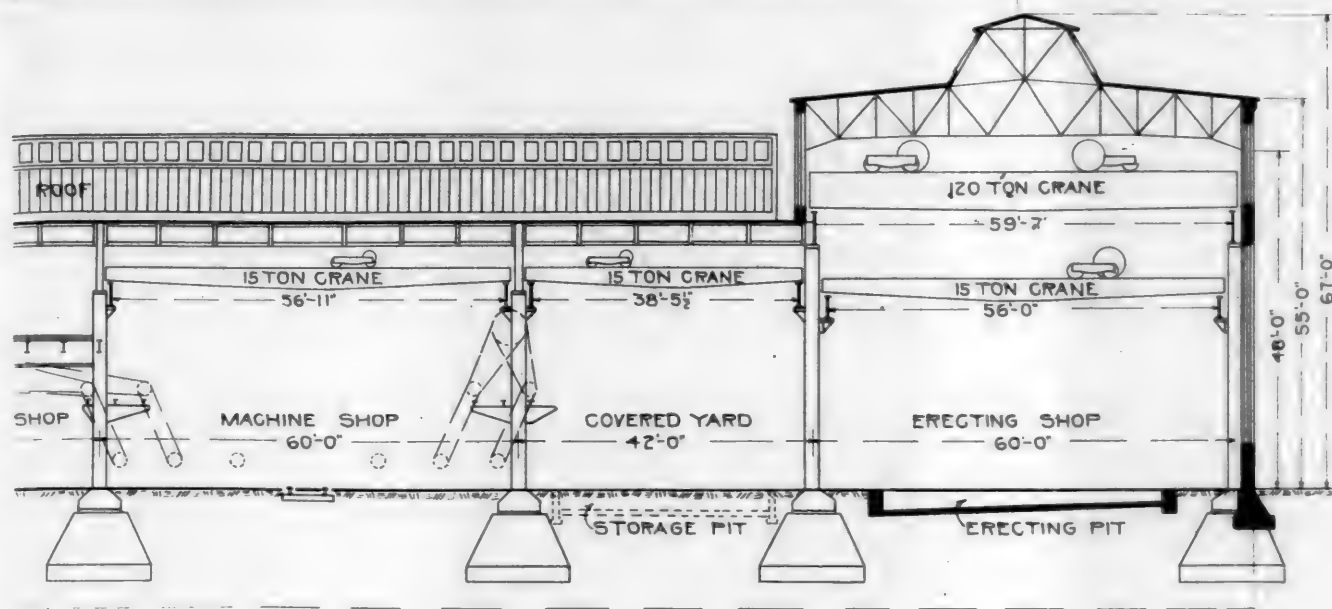 ROOF
120 TON CRANE
59'-2"
15 TON CRANE
56'-11"
15 TON CRANE
38'-5½"
15 TON CRANE
56'-0"
48'-0"
55'-0"
67'-0"
SHOP
MACHINE SHOP
60'-0"
COVERED YARD
42'-0"
ERECTING SHOP
60'-0"
STORAGE PIT
ERECTING PIT